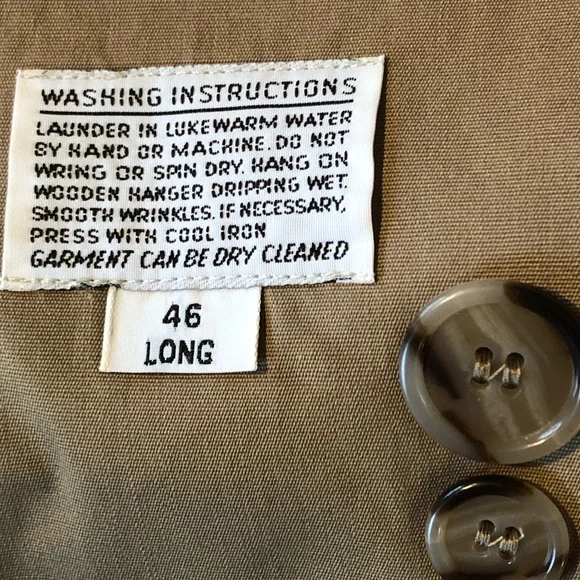 WASHING INSTRUCTIONS
LAUNDER IN LUKEWARM WATER
BY HAND OR MACHINE. DO NOT
WRING OR SPIN DRY. HANG ON
WOODEN HANGER DRIPPING WET.
SMOOTH WRINKLES. IF NECESSARY,
PRESS WITH COOL IRON
GARMENT CAN BE DRY CLEANED
46
LONG